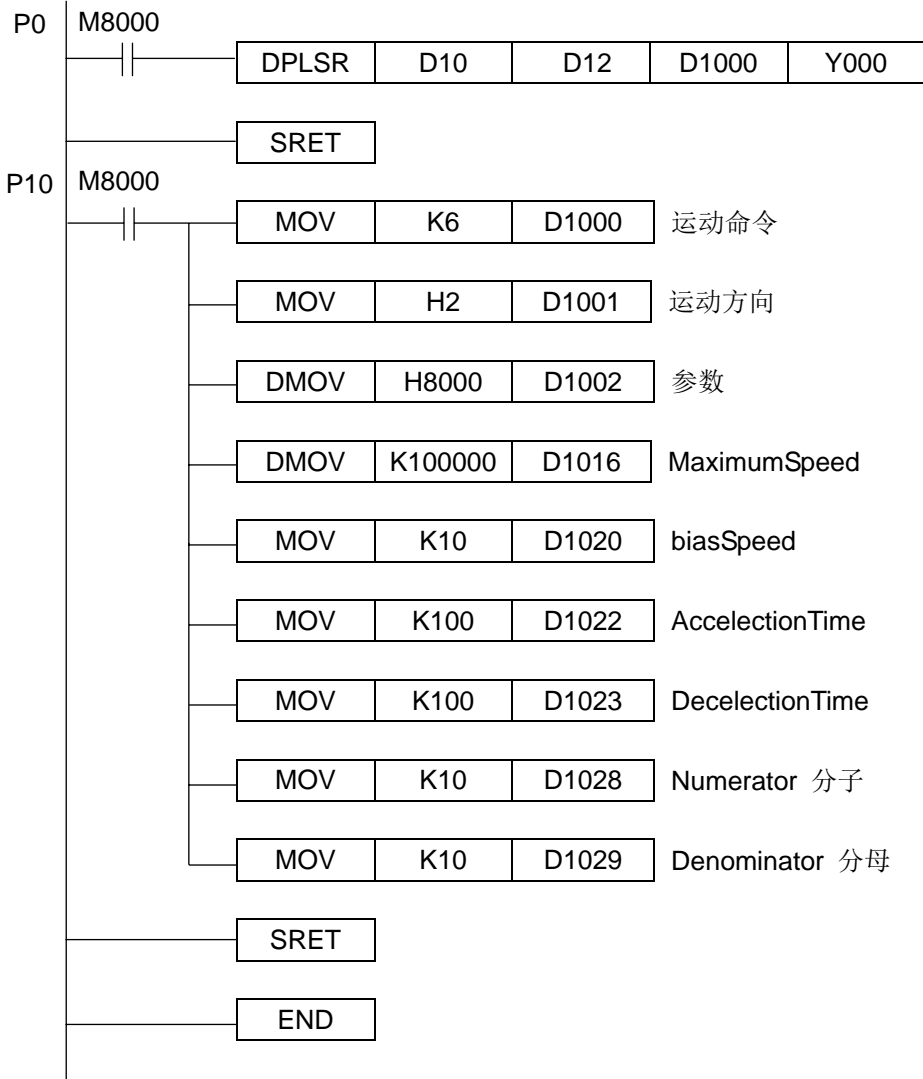 P0 M8000
DPLSR D10 D12 D1000 Y000
SRET
P10 M8000
MOV K6 D1000 运动命令
MOV H2 D1001 运动方向
DMOV H8000 D1002 参数
DMOV K100000 D1016 MaximumSpeed
MOV K10 D1020 biasSpeed
MOV K100 D1022 AccelectionTime
MOV K100 D1023 DecelectionTime
MOV K10 D1028 Numerator 分子
MOV K10 D1029 Denominator 分母
SRET
END